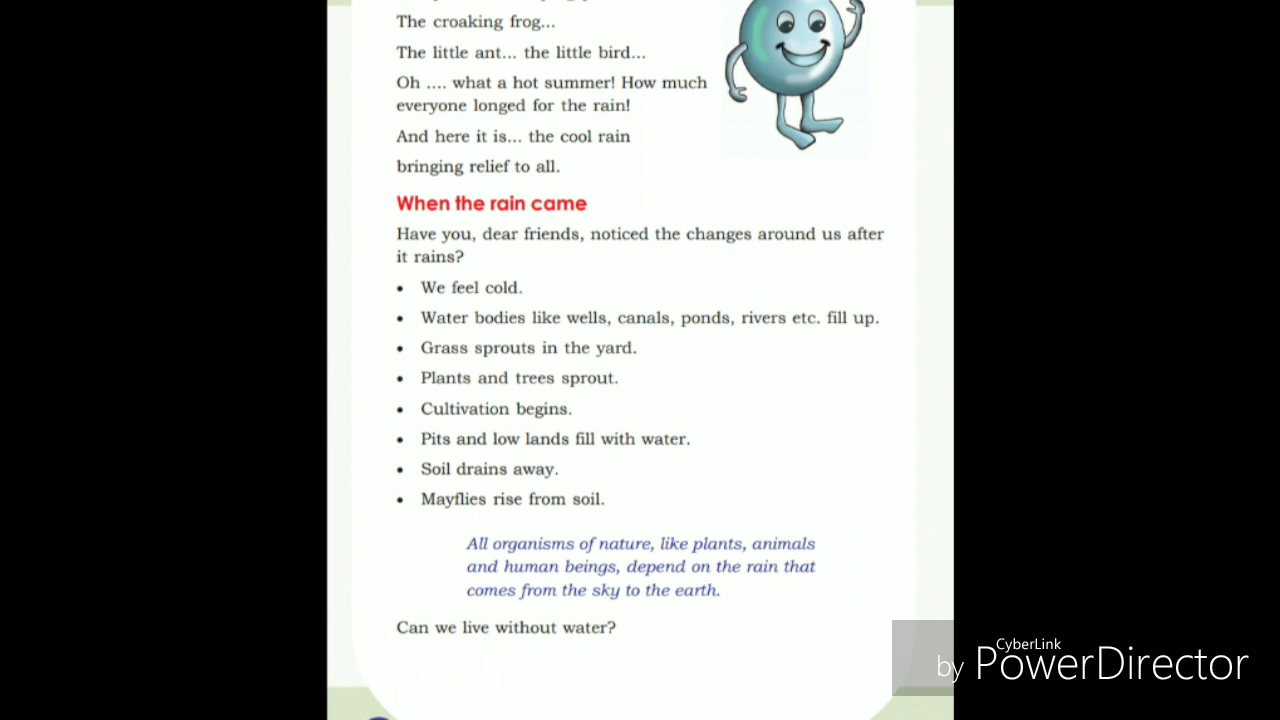 The croaking frog...
The little ant... the little bird...
Oh .... what a hot summer! How much
everyone longed for the rain!
And here it is... the cool rain
bringing relief to all.
When the rain came
Have you, dear friends, noticed the changes around us after
it rains?
• We feel cold.
• Water bodies like wells, canals, ponds, rivers etc. fill up.
• Grass sprouts in the yard.
• Plants and trees sprout.
• Cultivation begins.
• Pits and low lands fill with water.
• Soil drains away.
• Mayflies rise from soil.
All organisms of nature, like plants, animals
and human beings, depend on the rain that
comes from the sky to the earth.
Can we live without water?
CyberLink
by PowerDirector